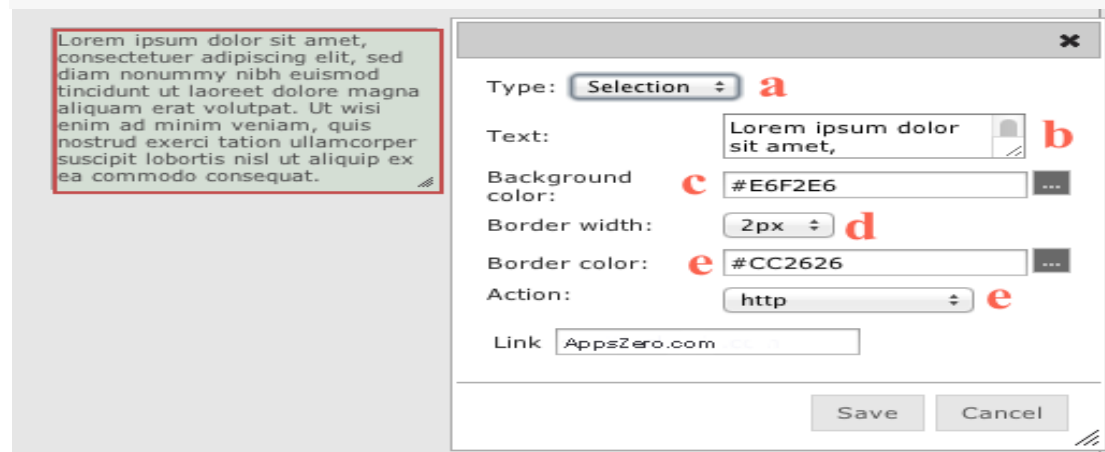 Lorem ipsum dolor sit amet,
consectetuer adipiscing elit, sed
diam nonummy nibh euismod
tincidunt ut laoreet dolore magna
aliquam erat volutpat. Ut wisi
enim ad minim veniam, quis
nostrud exerci tation ullamcorper
suscipit lobortis nisl ut aliquip ex
ea commodo consequat.
Type: Selection a
Text: Lorem ipsum dolor
sit amet, b
Background
color: c #E6F2E6 ...
Border width: 2px d
Border color: e #CC2626 ...
Action: http e
Link AppsZero.com
Save Cancel